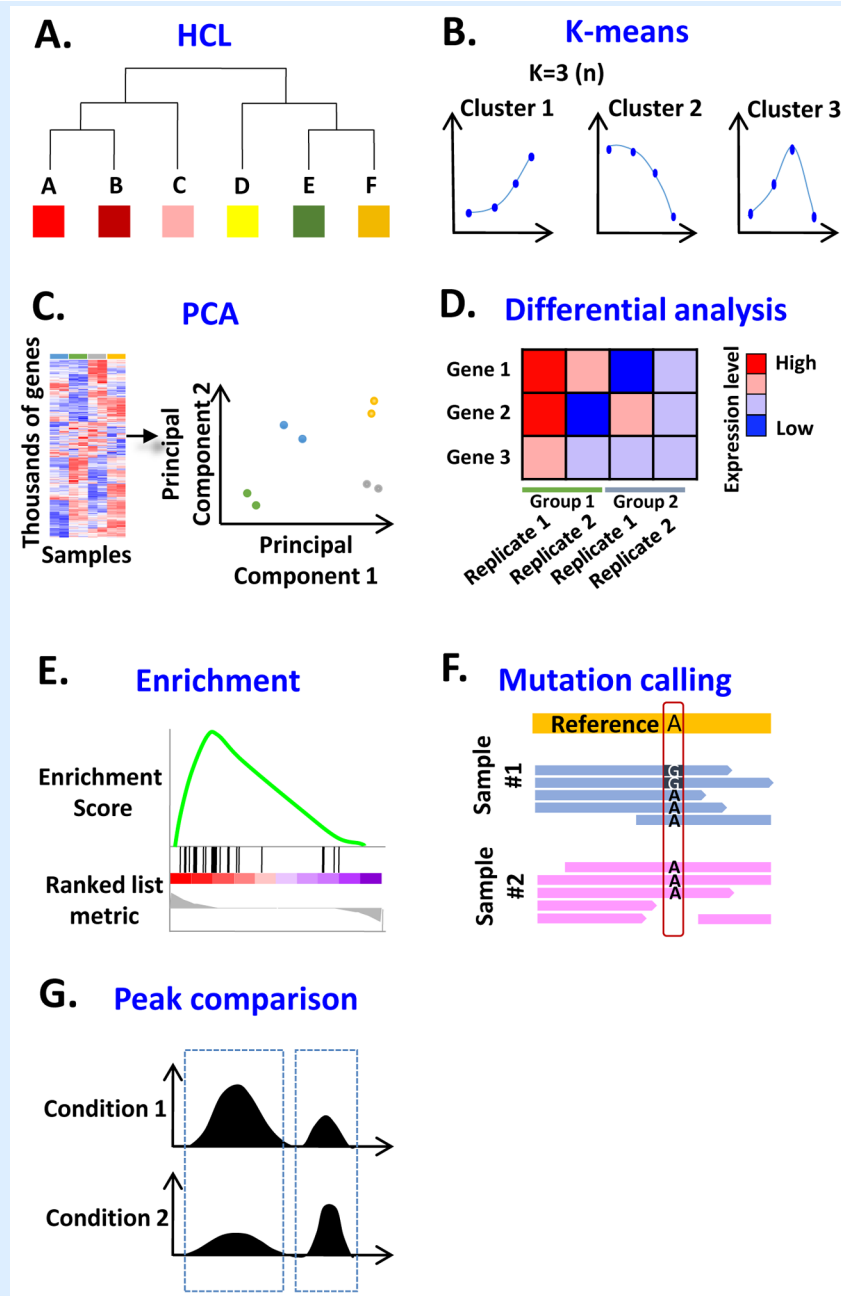 A. HCL
A B C D E F
B. K-means
K=3 (n)
Cluster 1 Cluster 2 Cluster 3
C. PCA
Thousands of genes
Samples
Principal
Component 2
Principal
Component 1
D. Differential analysis
Gene 1
Gene 2
Gene 3
Group 1 Group 2
Replicate 1
Replicate 2
Replicate 1
Replicate 2
Expression level
High
Low
E. Enrichment
Enrichment
Score
Ranked list
metric
F. Mutation calling
Reference A
Sample
#1
G
G
A
A
A
Sample
#2
A
A
A
G. Peak comparison
Condition 1
Condition 2